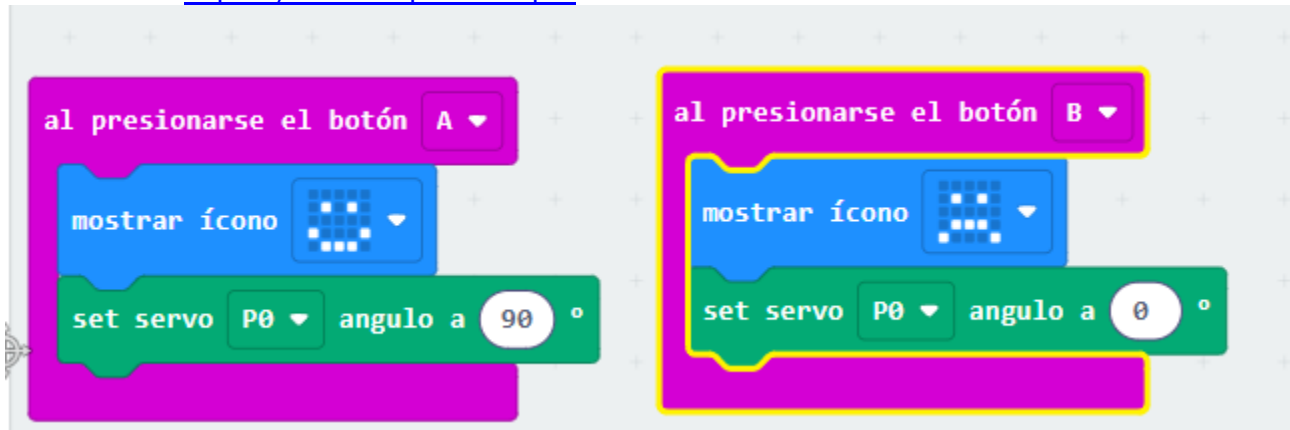 al presionarse el botón A
mostrar ícono
set servo P0 angulo a 90 °
al presionarse el botón B
mostrar ícono
set servo P0 angulo a 0 °